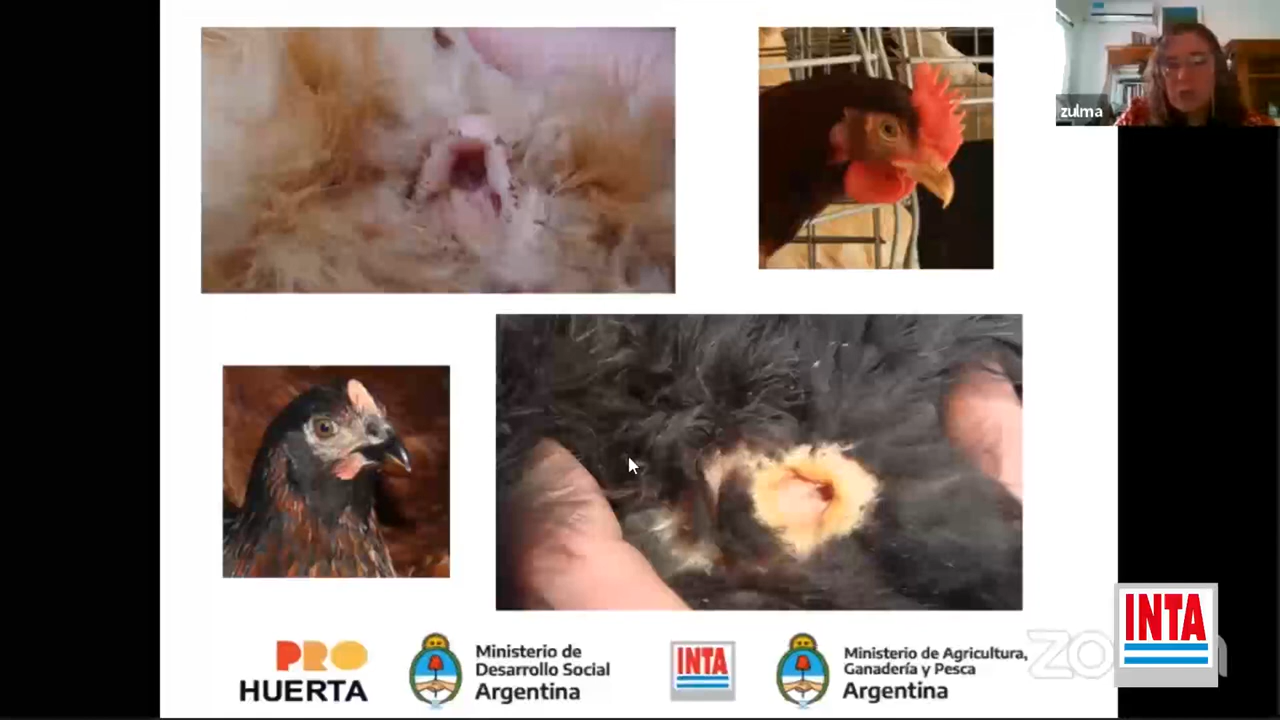 zulma
PRO
HUERTA
Ministerio de
Desarrollo Social
Argentina
INTA
Ministerio de Agricultura,
Ganadería y Pesca
Argentina
INTA